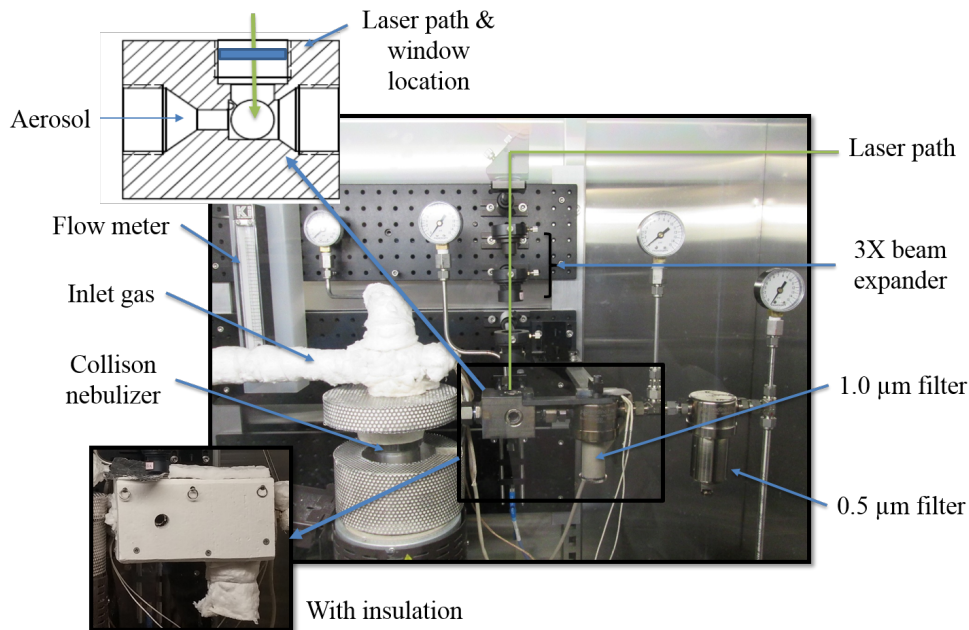 Laser path &
window
location
Aerosol
Laser path
Flow meter
3X beam
expander
Inlet gas
Collison
nebulizer
1.0 µm filter
0.5 µm filter
With insulation